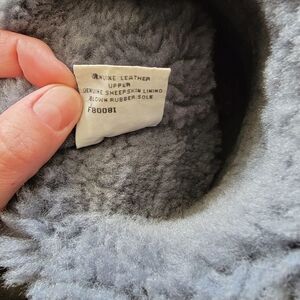 GENUINE LEATHER
UPPER
GENUINE SHEEPSKIN LINING
BLOWN RUBBER SOLE
F80081